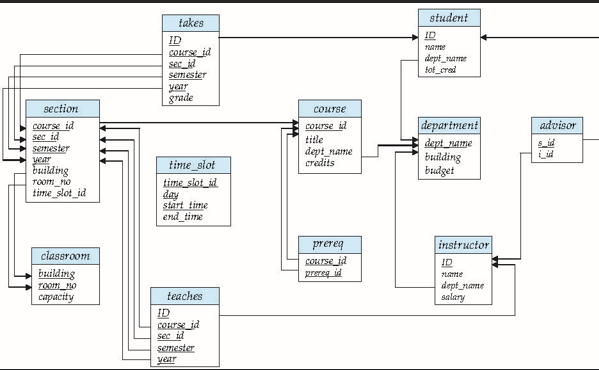 takes
ID
course_id
sec_id
semester
year
grade
student
ID
name
dept_name
tot_cred
section
course_id
sec_id
semester
year
building
room_no
time_slot_id
course
course_id
title
dept_name
credits
department
dept_name
building
budget
advisor
s_id
i_id
time_slot
time_slot_id
day
start_time
end_time
prereq
course_id
prereq_id
instructor
ID
name
dept_name
salary
classroom
building
room_no
capacity
teaches
ID
course_id
sec_id
semester
year